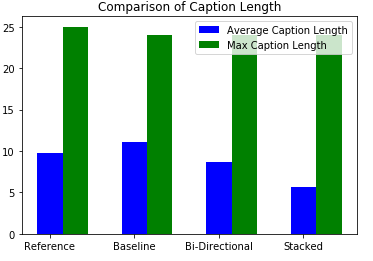 Comparison of Caption Length
Average Caption Length
Max Caption Length
25
20
15
10
5
0
Reference Baseline Bi-Directional Stacked